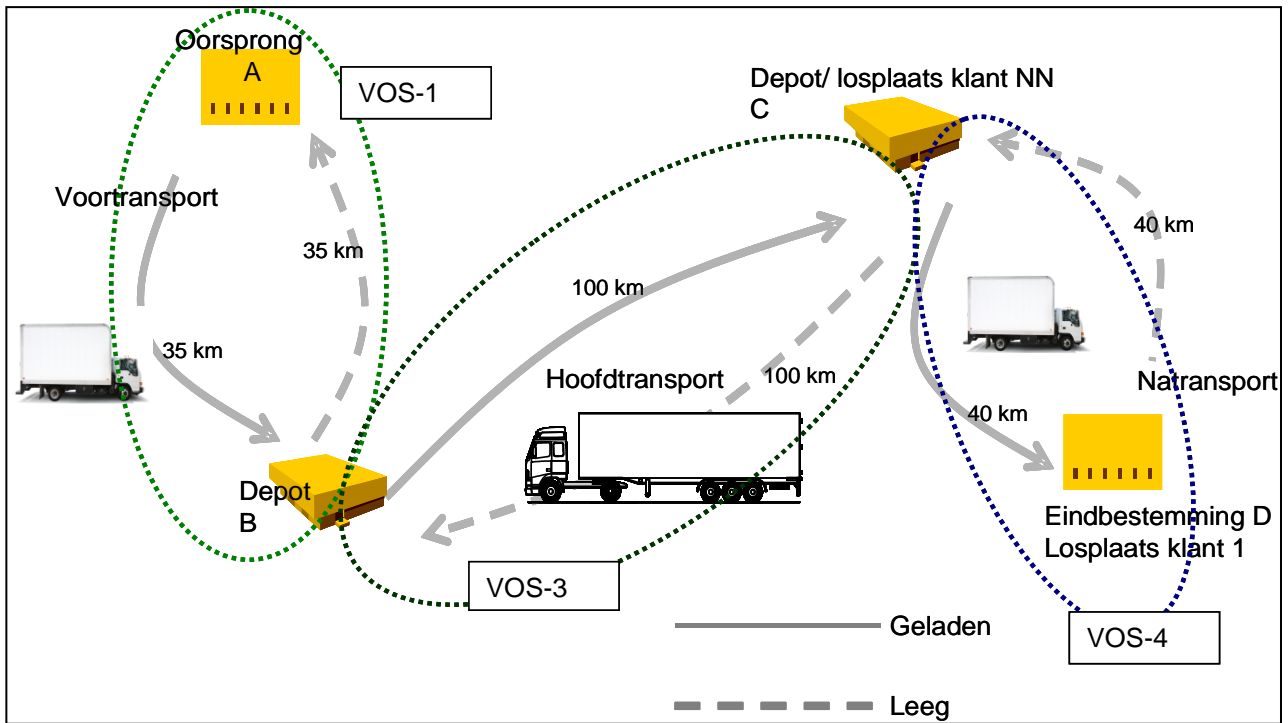 Oorsprong
A
VOS-1
Depot/ losplaats klant NN
C
Voortransport
35 km
35 km
100 km
40 km
Hoofdtransport
100 km
Natransport
40 km
Depot
B
Eindbestemming D
Losplaats klant 1
VOS-3
Geladen
VOS-4
Leeg